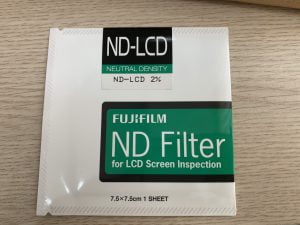 ND-LCD
NEUTRAL DENSITY
ND-LCD 2%
FUJIFILM
ND Filter
for LCD Screen Inspection
7.5×7.5cm 1 SHEET